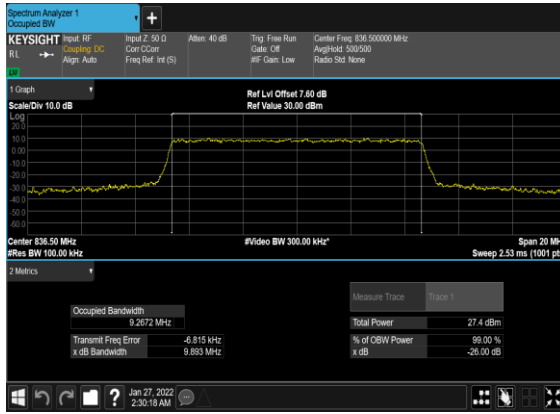 Spectrum Analyzer 1
Occupied BW
KEYSIGHT
RL
LW
Input: RF
Coupling: DC
Align: Auto
Input Z: 50 Ω
Corr CCorr
Freq Ref: Int (S)
Atten: 40 dB
Trig: Free Run
Gate: Off
#IF Gain: Low
Center Freq: 836.500000 MHz
Avg|Hold: 500/500
Radio Std: None
1 Graph
Scale/Div 10.0 dB
Ref Lvl Offset 7.60 dB
Ref Value 30.00 dBm
Log
20.0
10.0
0.00
-10.0
-20.0
-30.0
-40.0
-50.0
-60.0
Center 836.50 MHz
#Res BW 100.00 kHz
#Video BW 300.00 kHz*
Span 20 MH
Sweep 2.53 ms (1001 pt
2 Metrics
Measure Trace Trace 1
Occupied Bandwidth
9.2672 MHz
Total Power 27.4 dBm
Transmit Freq Error -6.815 kHz
% of OBW Power 99.00 %
x dB Bandwidth 9.893 MHz
x dB -26.00 dB
?
Jan 27, 2022
2:30:18 AM